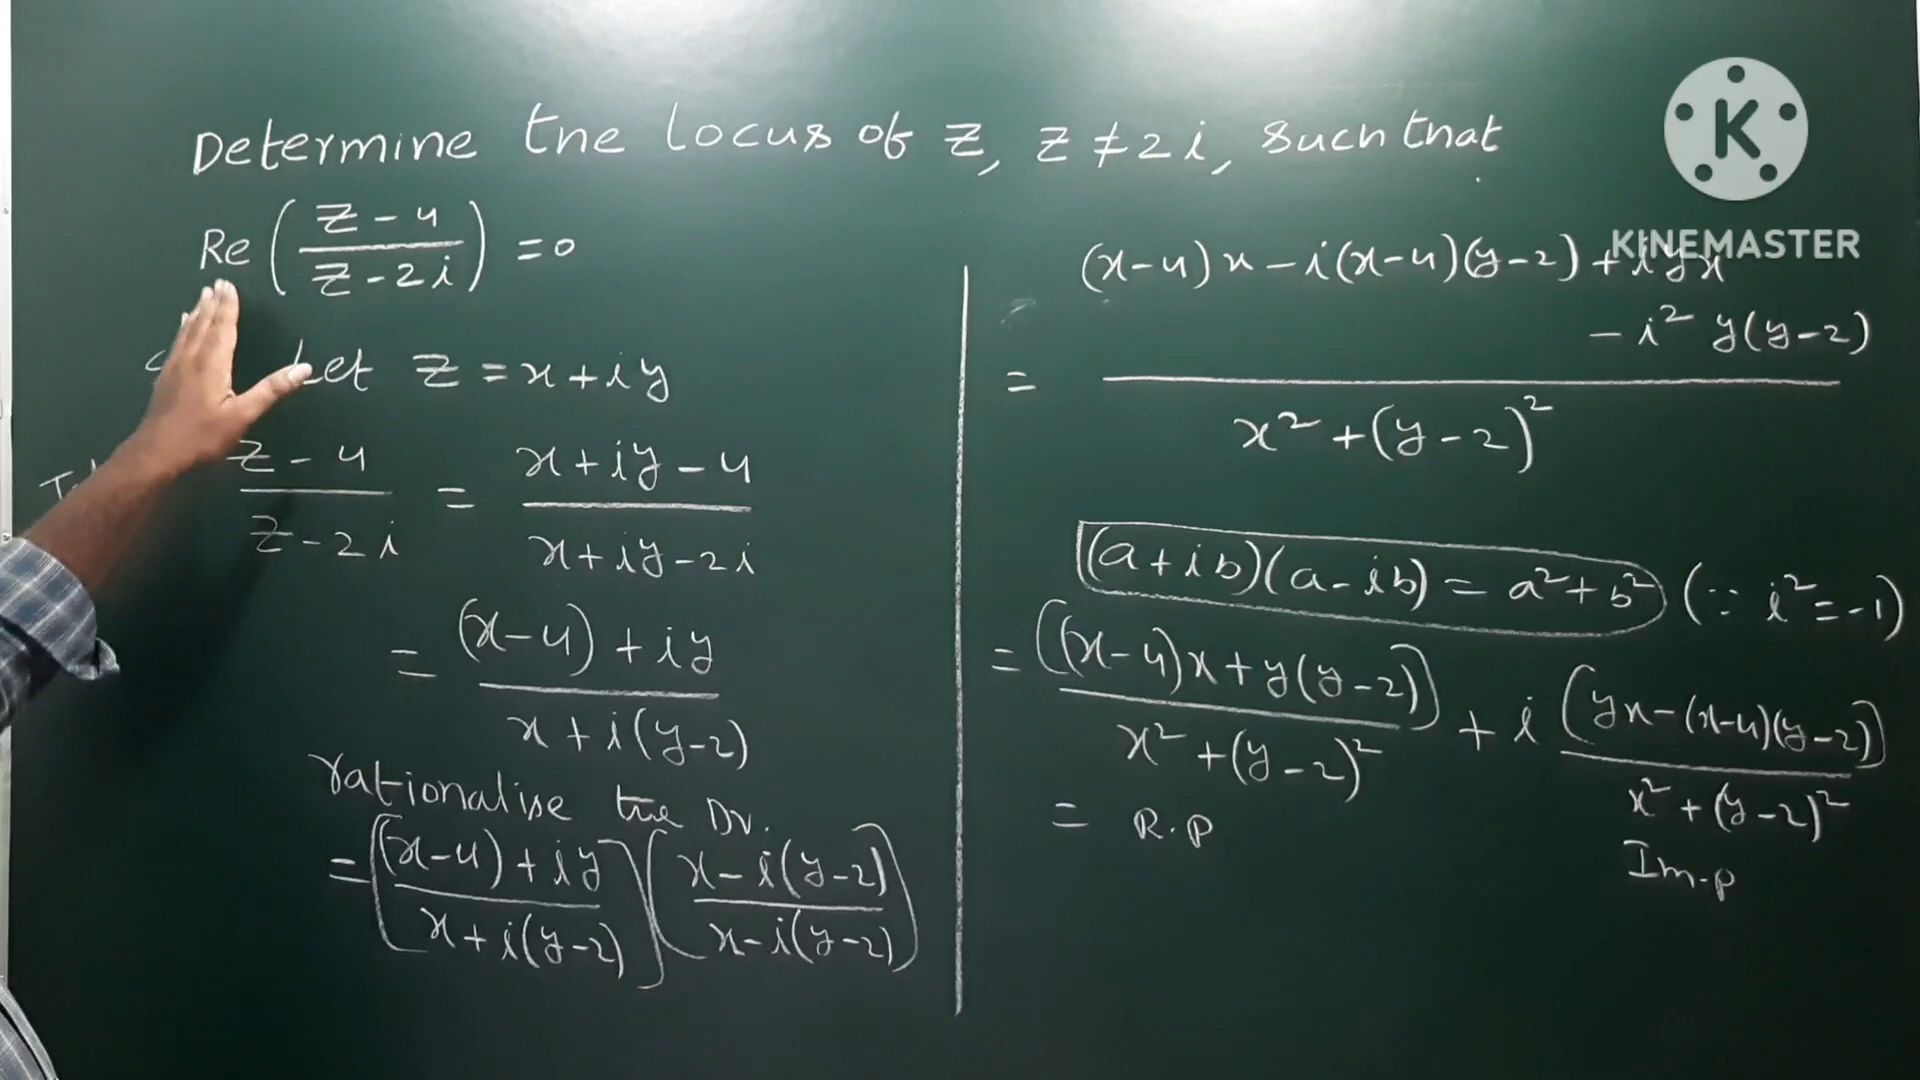 Determine the locus of z, z ≠ 2i, such that
Re ( (z - 4) / (z - 2i) ) = 0
Let z = x + iy
(z - 4) / (z - 2i) = (x + iy - 4) / (x + iy - 2i)
= ((x-4) + iy) / (x + i(y-2))
rationalise the Dr.
= ( ((x-4) + iy) / (x + i(y-2)) ) ( (x - i(y-2)) / (x - i(y-2)) )
KINEMASTER
= ( (x-4)x - i(x-4)(y-2) + iyx - i² y(y-2) ) / ( x² + (y-2)² )
(a + ib)(a - ib) = a² + b² (∵ i² = -1)
= ((x-4)x + y(y-2)) / (x² + (y-2)²) + i (yx - (x-4)(y-2)) / (x² + (y-2)²)
= R.P Im.P